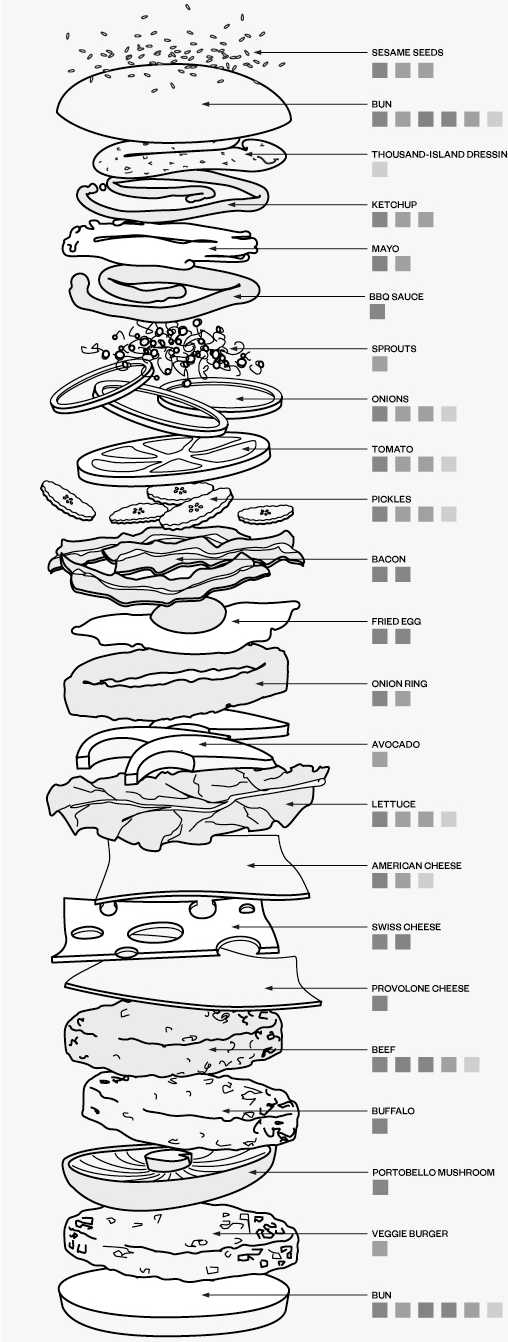 SESAME SEEDS
BUN
THOUSAND-ISLAND DRESSIN
KETCHUP
MAYO
BBQ SAUCE
SPROUTS
ONIONS
TOMATO
PICKLES
BACON
FRIED EGG
ONION RING
AVOCADO
LETTUCE
AMERICAN CHEESE
SWISS CHEESE
PROVOLONE CHEESE
BEEF
BUFFALO
PORTOBELLO MUSHROOM
VEGGIE BURGER
BUN